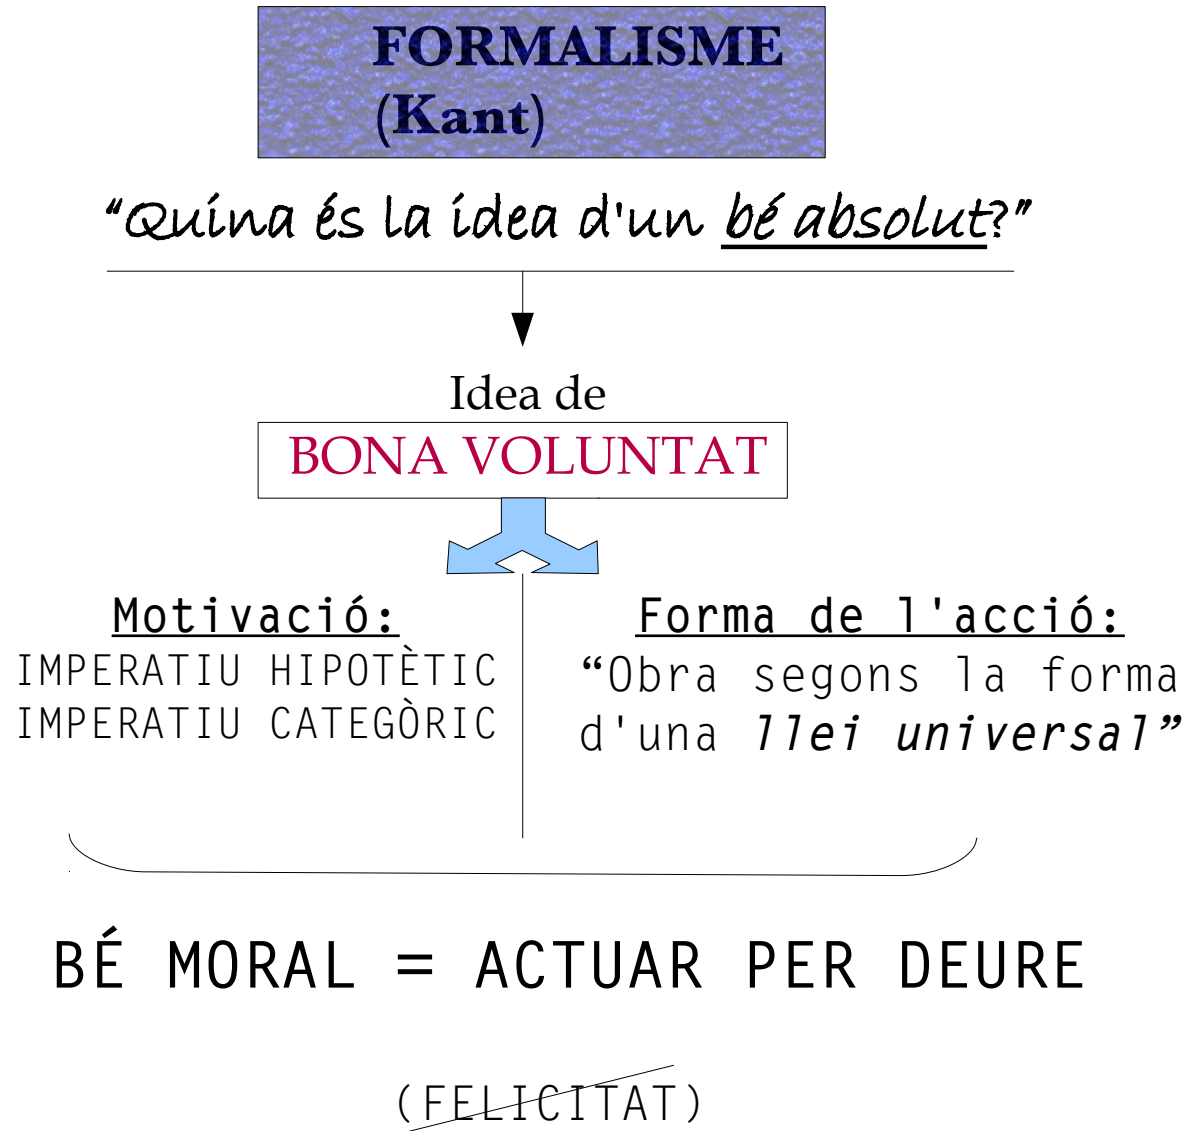 FORMALISME
(Kant)
“Quina és la idea d'un bé absolut?”
Idea de
BONA VOLUNTAT
Motivació:
IMPERATIU HIPOTÈTIC
IMPERATIU CATEGÒRIC
Forma de l'acció:
“Obra segons la forma
d'una llei universal”
BÉ MORAL = ACTUAR PER DEURE
(FELICITAT)